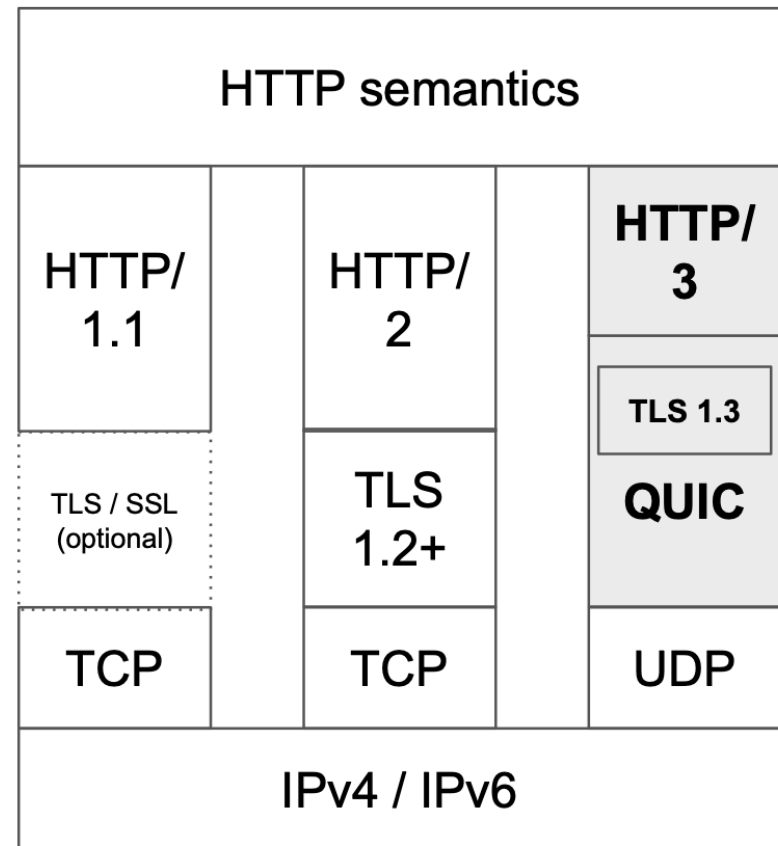 HTTP semantics
HTTP/
1.1
HTTP/
2
HTTP/
3
TLS / SSL
(optional)
TLS
1.2+
TLS 1.3
QUIC
TCP
TCP
UDP
IPv4 / IPv6